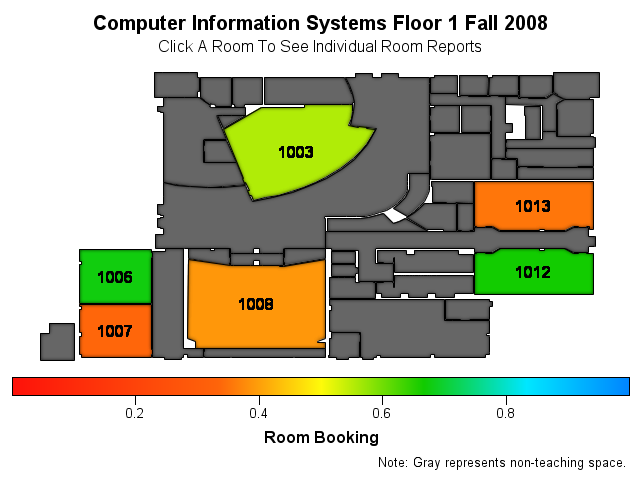 Computer Information Systems Floor 1 Fall 2008
Click A Room To See Individual Room Reports
1003
1013
1006
1012
1008
1007
0.2 0.4 0.6 0.8
Room Booking
Note: Gray represents non-teaching space.